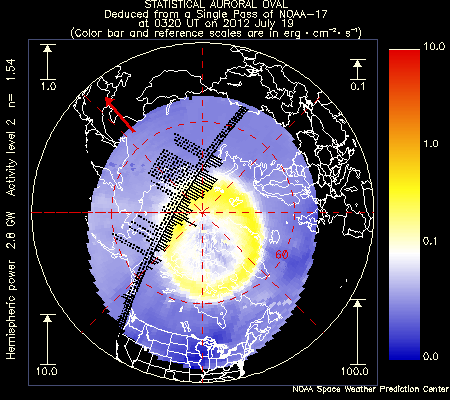 STATISTICAL AURORAL OVAL
Deduced from a Single Pass of NOAA-17
at 0320 UT on 2012 July 19
(Color bar and reference scales are in erg·cm⁻²·s⁻¹)
1.0
0.1
10.0
1.0
0.1
0.0
60
10.0
100.0
Hemispheric power 2.8 GW Activity level 2 n= 1.54
NOAA Space Weather Prediction Center